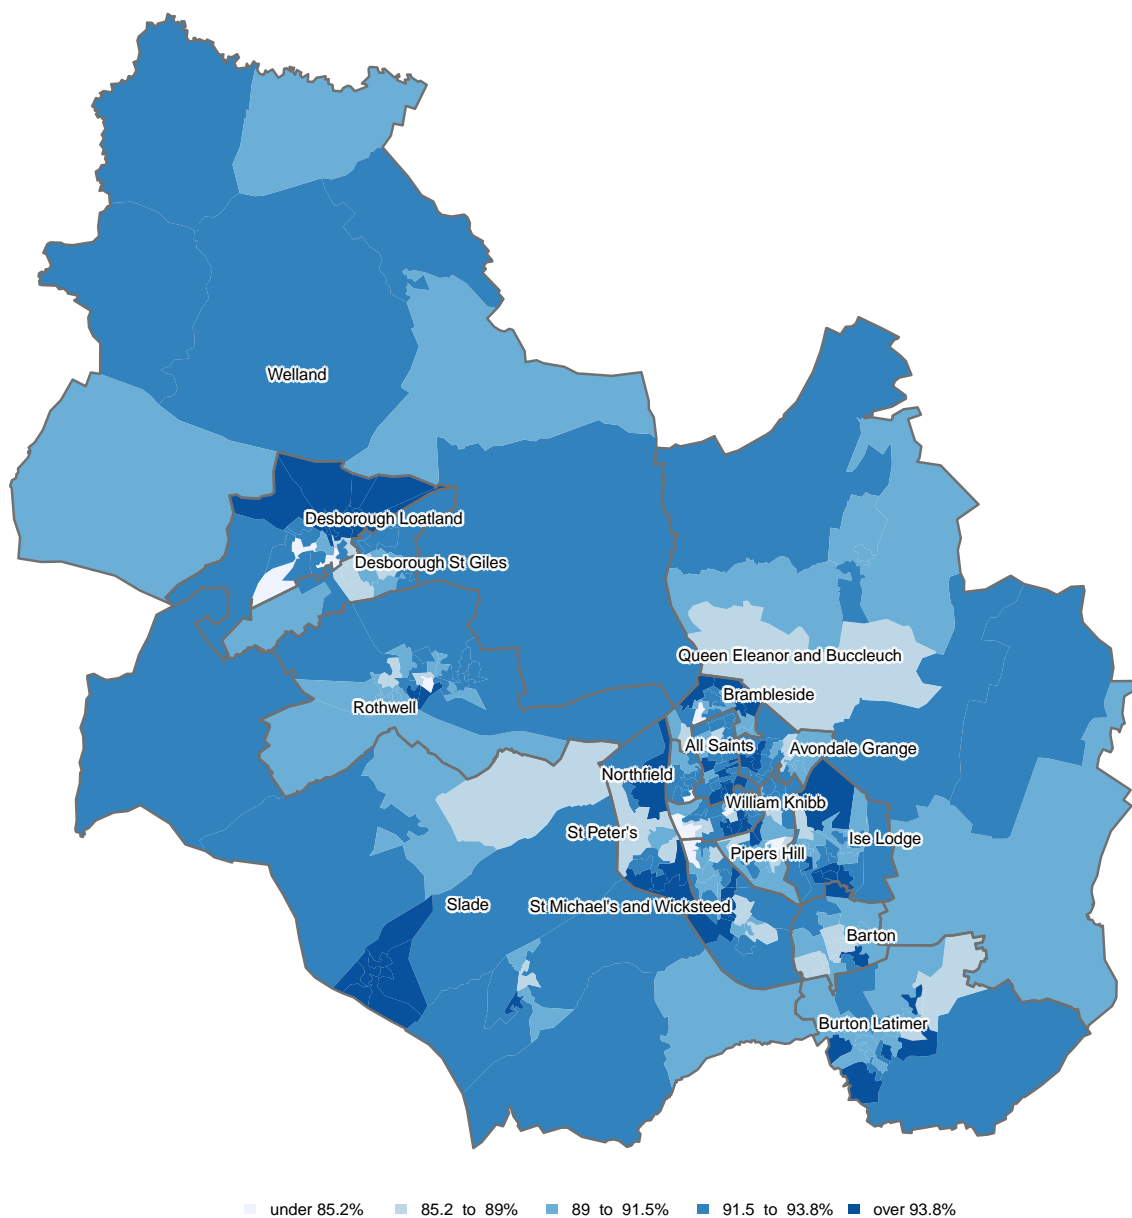 Welland
Desborough Loatland
Desborough St Giles
Queen Eleanor and Buccleuch
Brambleside
Rothwell
All Saints
Avondale Grange
Northfield
William Knibb
St Peter's
Ise Lodge
Pipers Hill
Slade
St Michael's and Wicksteed
Barton
Burton Latimer
under 85.2% 85.2 to 89% 89 to 91.5% 91.5 to 93.8% over 93.8%